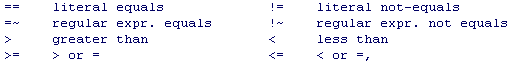 ==    literal equals              !=    literal not-equals
=~    regular expr. equals        !~    regular expr. not equals
>     greater than                <     less than
>=    > or =                      <=    < or =,